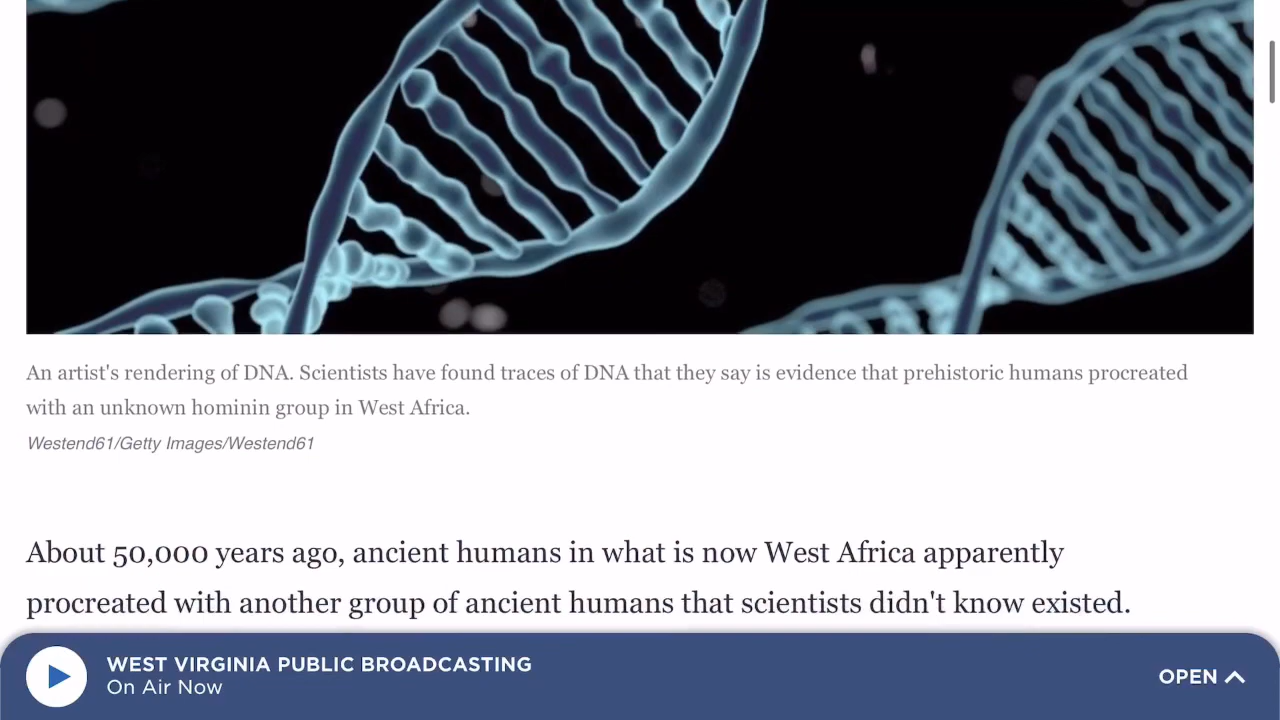 An artist's rendering of DNA. Scientists have found traces of DNA that they say is evidence that prehistoric humans procreated
with an unknown hominin group in West Africa.
Westend61/Getty Images/Westend61
About 50,000 years ago, ancient humans in what is now West Africa apparently
procreated with another group of ancient humans that scientists didn't know existed.
WEST VIRGINIA PUBLIC BROADCASTING
On Air Now
OPEN